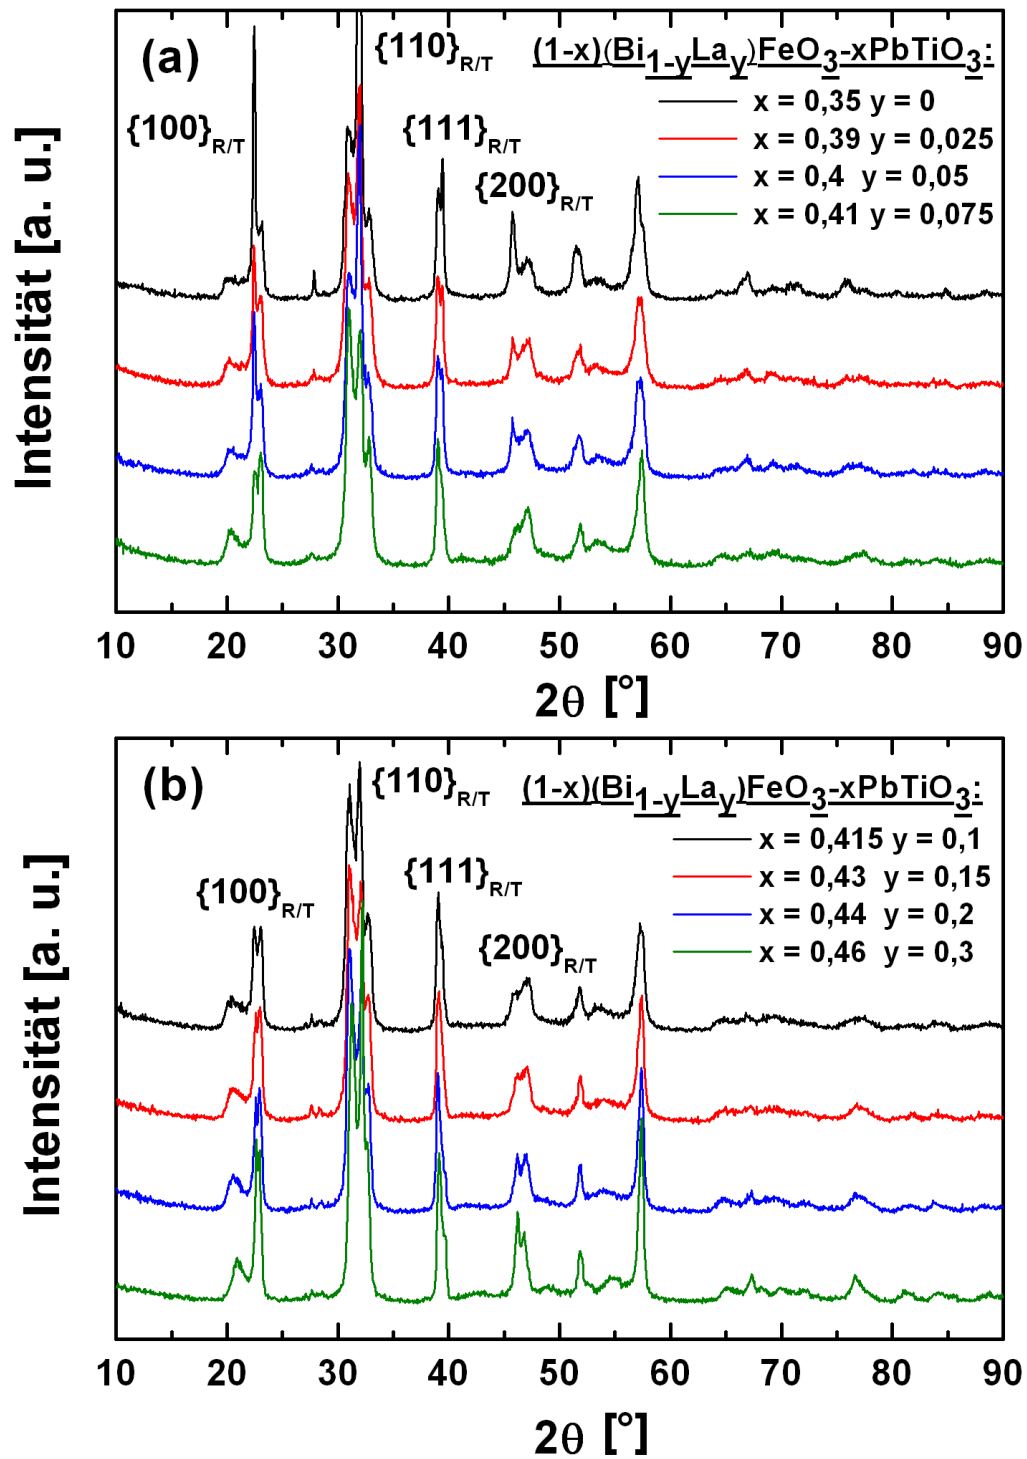 (a)
{110}R/T
(1-x)(Bi1-yLay)FeO3-xPbTiO3:
x = 0,35 y = 0
{100}R/T
{111}R/T
x = 0,39 y = 0,025
{200}R/T
x = 0,4 y = 0,05
x = 0,41 y = 0,075
Intensität [a. u.]
10 20 30 40 50 60 70 80 90
2θ [°]
(b)
{110}R/T
(1-x)(Bi1-yLay)FeO3-xPbTiO3:
x = 0,415 y = 0,1
{100}R/T
{111}R/T
x = 0,43 y = 0,15
x = 0,44 y = 0,2
{200}R/T
x = 0,46 y = 0,3
Intensität [a. u.]
10 20 30 40 50 60 70 80 90
2θ [°]